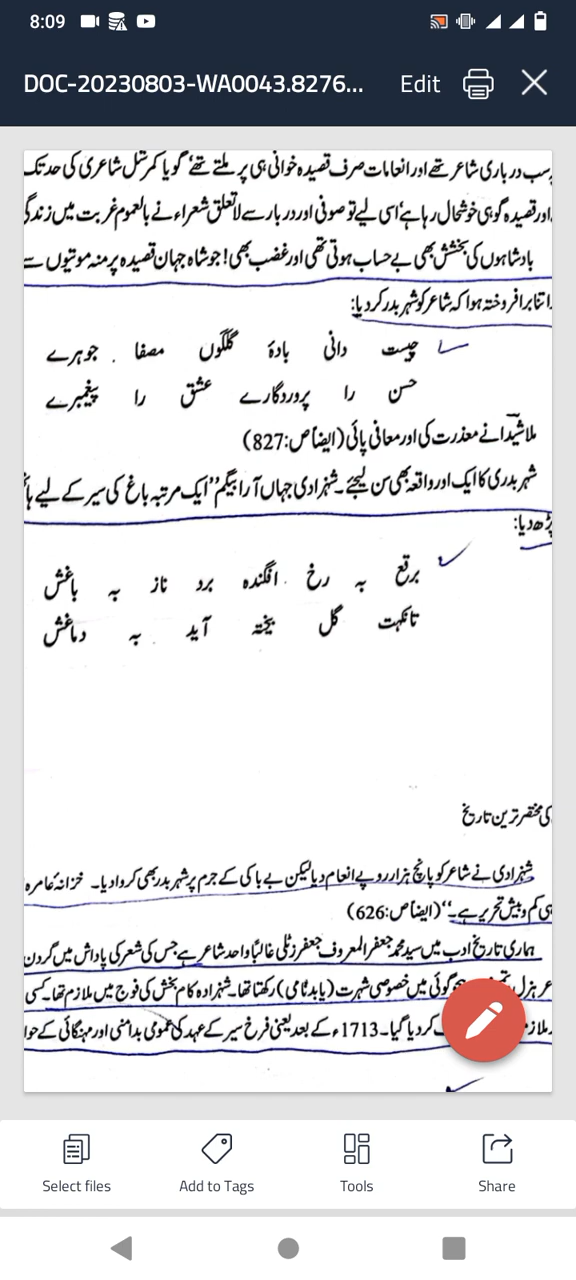 8:09
DOC-20230803-WA0043.8276... Edit
سب درباری شاعر تھے اور انعامات صرف قصیدہ خوانی ہی پر ملتے تھے گویا کمرشل شاعری کی حد تک
اور قصیدہ گو ہی خوشحال رہا، اسی لیے تو صوفی اور دربار سے لاتعلق شعراء نے بالعموم غربت میں زندگی
بادشاہوں کی بخشش بھی بے حساب ہوتی تھی اور غضب بھی! جو شاہ جہان قصیدہ پر منہ موتیوں سے
اتنا برافروختہ ہوا کہ شاعر کو شہر بدر کر دیا:
چیست دانی بادۂ گلگوں مصفا جوہرے
حسن را پروردگارے عشق را پیغمبرے
ملا شیدا نے معذرت کی اور معافی پائی (ایضاً ص:827)
شہر بدری کا ایک اور واقعہ بھی سن لیجئے۔ شہزادی جہاں آرا بیگم "ایک مرتبہ باغ کی سیر کے لیے
پڑھ دیا:
برقع بہ رخ افگندہ برد ناز بہ باغش
تانکہت گل بیختہ آید بہ دماغش
کی مختصر ترین تاریخ
شہزادی نے شاعر کو پانچ ہزار روپے انعام دیا لیکن بے باکی کے جرم پر شہر بدر بھی کروا دیا۔ خزانہ عامرہ
ہی کم و بیش تحریر ہے۔" (ایضاً ص:626)
ہماری تاریخ ادب میں سید محمد جعفر المعروف جعفر زٹلی غالباً واحد شاعر ہے جس کی شعر کی پاداش میں گردن
گوئی میں خصوصی شہرت (یا بدنامی) رکھتا تھا۔ شہزادہ کام بخش کی فوج میں ملازم تھا۔ کسی
کر دیا گیا۔ 1713ء کے بعد یعنی فرخ سیر کے عہد کی عمومی بدامنی اور مہنگائی کے
Select files Add to Tags Tools Share